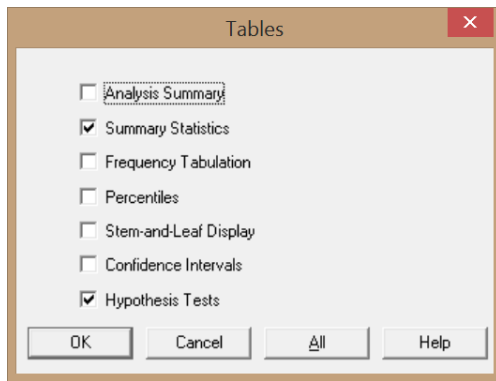 Tables
Analysis Summary
Summary Statistics
Frequency Tabulation
Percentiles
Stem-and-Leaf Display
Confidence Intervals
Hypothesis Tests
OK Cancel All Help